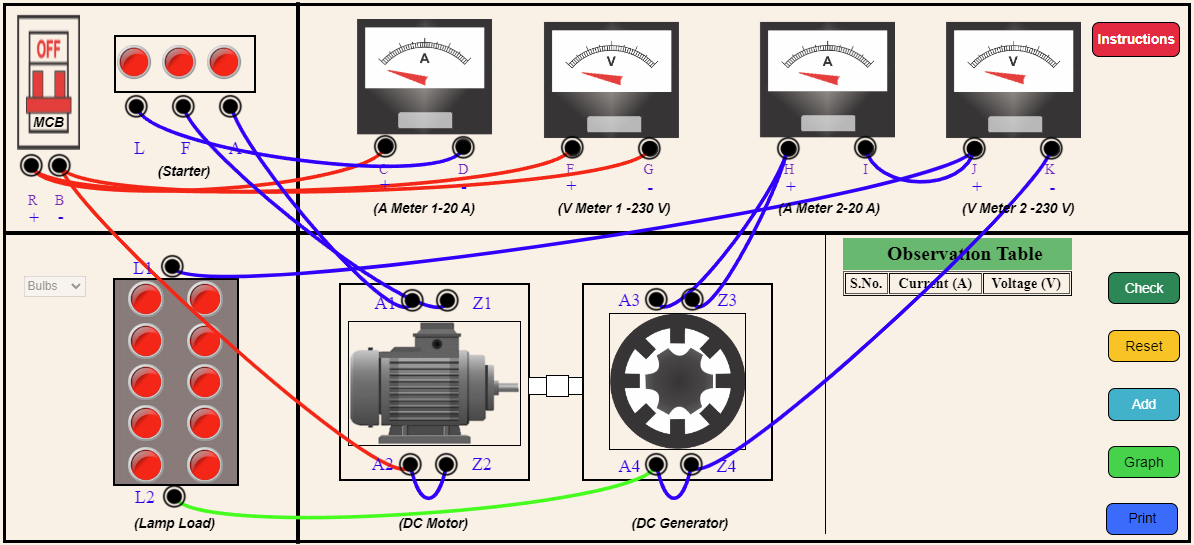 OFF
MCB
R
B
+
-
L
F
A
(Starter)
A
C
D
+
-
(A Meter 1-20 A)
V
E
G
+
-
(V Meter 1 -230 V)
A
H
I
+
(A Meter 2-20 A)
V
J
K
+
-
(V Meter 2 -230 V)
Instructions
Bulbs
L1
L2
(Lamp Load)
A1
Z1
A2
Z2
(DC Motor)
A3
Z3
A4
Z4
(DC Generator)
Observation Table
S.No. Current (A) Voltage (V)
Check
Reset
Add
Graph
Print